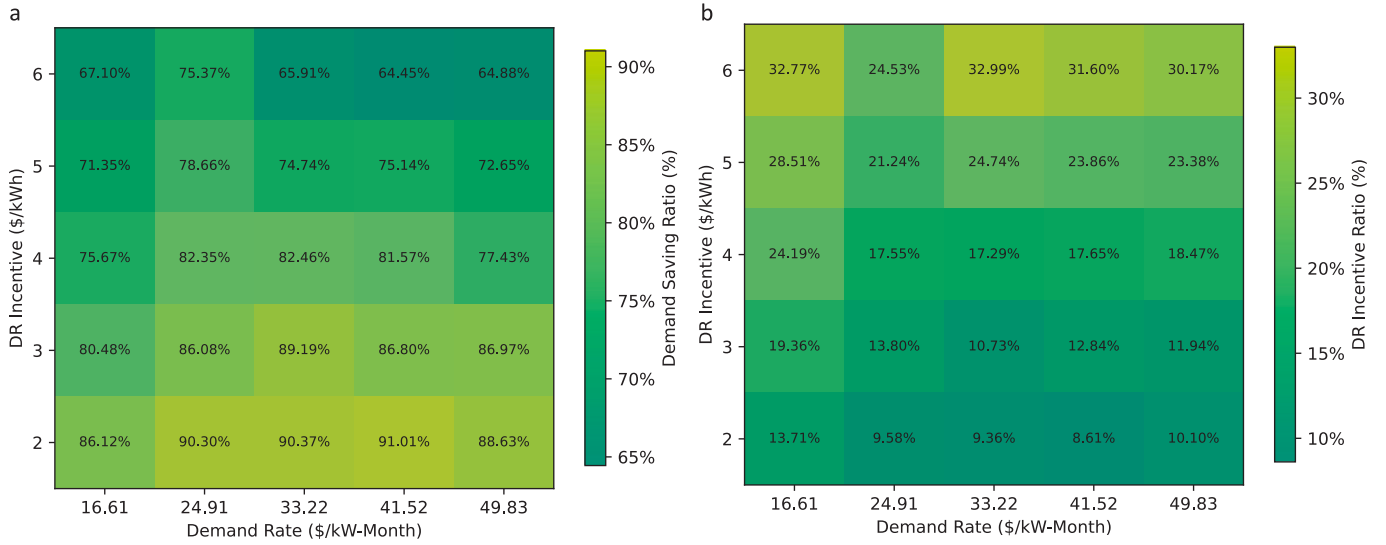 a
DR Incentive ($/kWh)
6 67.10% 75.37% 65.91% 64.45% 64.88%
5 71.35% 78.66% 74.74% 75.14% 72.65%
4 75.67% 82.35% 82.46% 81.57% 77.43%
3 80.48% 86.08% 89.19% 86.80% 86.97%
2 86.12% 90.30% 90.37% 91.01% 88.63%
16.61 24.91 33.22 41.52 49.83
Demand Rate ($/kW-Month)
90%
85%
80%
75%
70%
65%
Demand Saving Ratio (%)
b
DR Incentive ($/kWh)
6 32.77% 24.53% 32.99% 31.60% 30.17%
5 28.51% 21.24% 24.74% 23.86% 23.38%
4 24.19% 17.55% 17.29% 17.65% 18.47%
3 19.36% 13.80% 10.73% 12.84% 11.94%
2 13.71% 9.58% 9.36% 8.61% 10.10%
16.61 24.91 33.22 41.52 49.83
Demand Rate ($/kW-Month)
30%
25%
20%
15%
10%
DR Incentive Ratio (%)